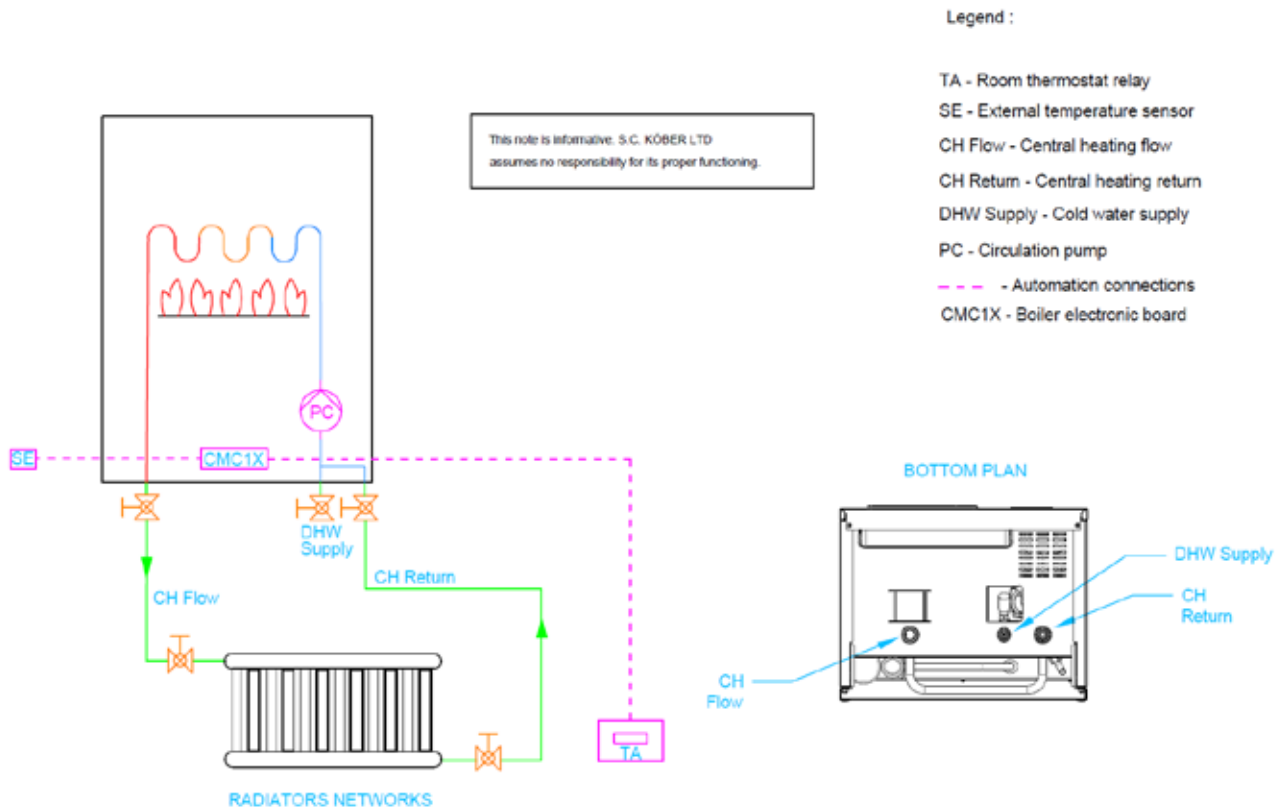 Legend :
TA - Room thermostat relay
SE - External temperature sensor
CH Flow - Central heating flow
CH Return - Central heating return
DHW Supply - Cold water supply
PC - Circulation pump
- Automation connections
CMC1X - Boiler electronic board
This note is informative. S.C. KÖBER LTD
assumes no responsibility for its proper functioning.
PC
SE
CMC1X
DHW
Supply
CH Return
CH Flow
TA
RADIATORS NETWORKS
BOTTOM PLAN
DHW Supply
CH
Return
CH
Flow